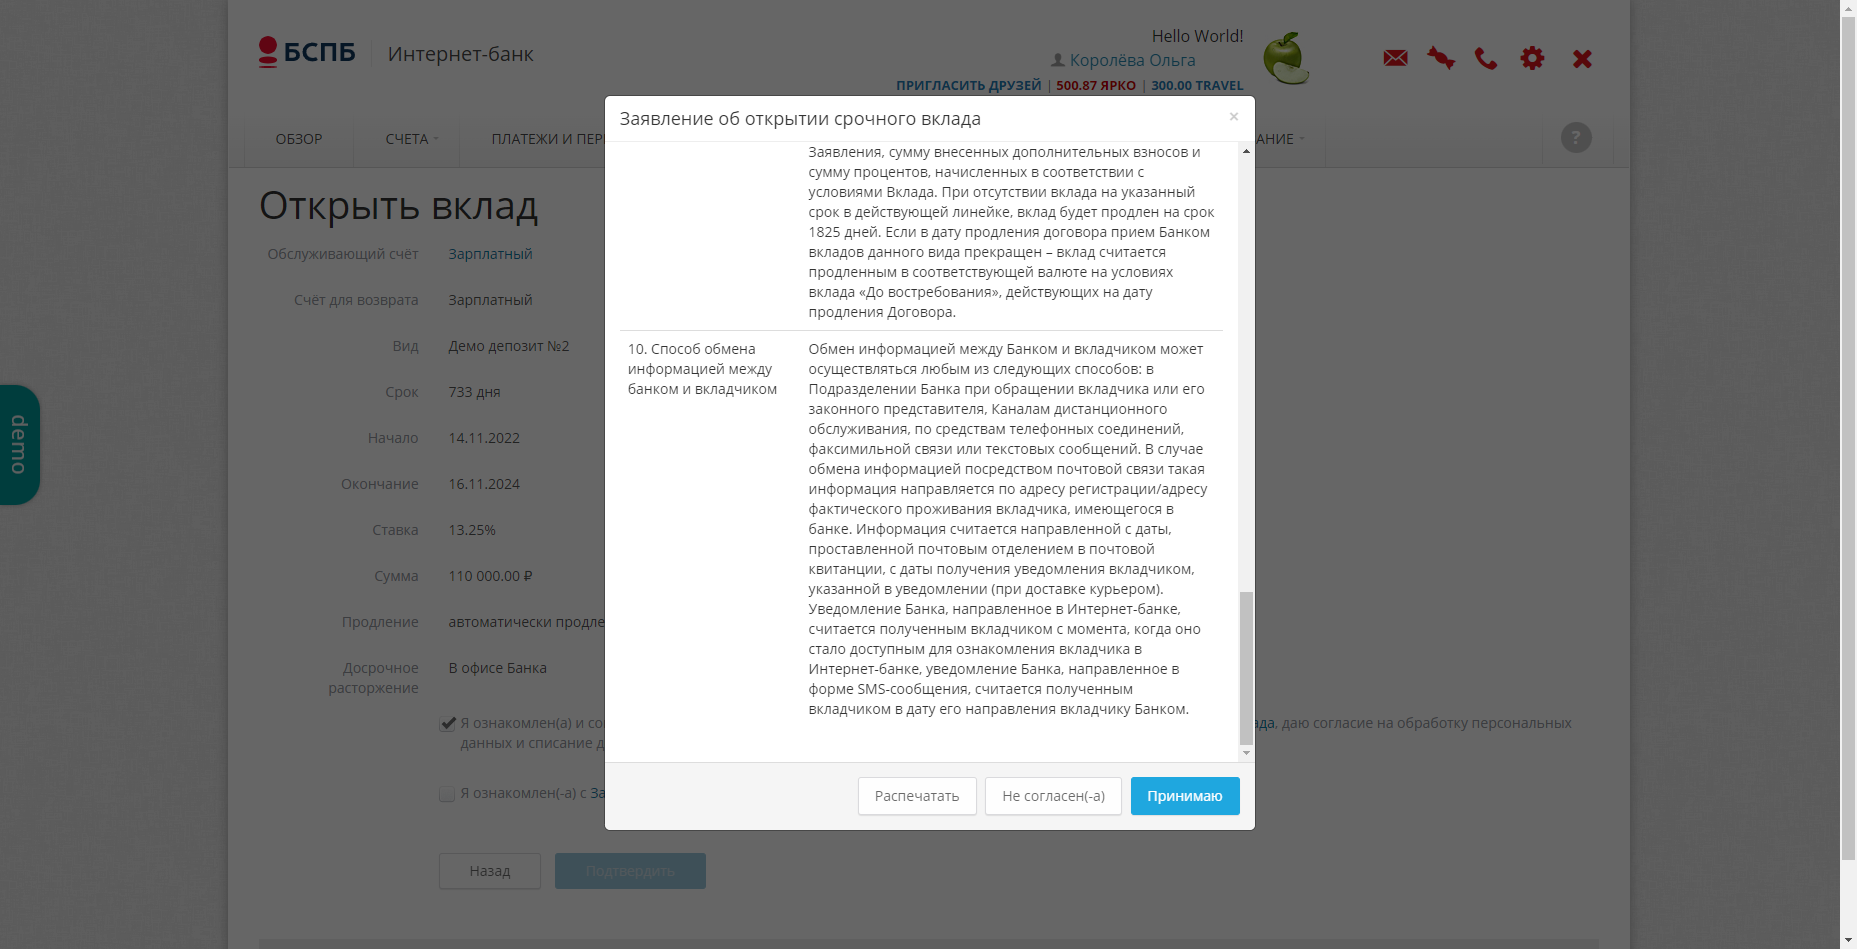 БСПБ
Интернет-банк
Hello World!
Королёва Ольга
ПРИГЛАСИТЬ ДРУЗЕЙ | 500.87 ЯРКО | 300.00 TRAVEL
ОБЗОР
СЧЕТА
ПЛАТЕЖИ И ПЕР
АНИЕ
?
Открыть вклад
Обслуживающий счёт
Зарплатный
Счёт для возврата
Зарплатный
Вид
Демо депозит №2
Срок
733 дня
Начало
14.11.2022
Окончание
16.11.2024
Ставка
13.25%
Сумма
110 000.00 ₽
Продление
автоматически продле
Досрочное
расторжение
В офисе Банка
Я ознакомлен(а) и со
ада, даю согласие на обработку персональных
данных и списание д
Я ознакомлен(-а) с За
Назад
Подтвердить
demo
Заявление об открытии срочного вклада
×
Заявления, сумму внесенных дополнительных взносов и
сумму процентов, начисленных в соответствии с
условиями Вклада. При отсутствии вклада на указанный
срок в действующей линейке, вклад будет продлен на срок
1825 дней. Если в дату продления договора прием Банком
вкладов данного вида прекращен – вклад считается
продленным в соответствующей валюте на условиях
вклада «До востребования», действующих на дату
продления Договора.
10. Способ обмена
информацией между
банком и вкладчиком
Обмен информацией между Банком и вкладчиком может
осуществляться любым из следующих способов: в
Подразделении Банка при обращении вкладчика или его
законного представителя, Каналам дистанционного
обслуживания, по средствам телефонных соединений,
факсимильной связи или текстовых сообщений. В случае
обмена информацией посредством почтовой связи такая
информация направляется по адресу регистрации/адресу
фактического проживания вкладчика, имеющегося в
банке. Информация считается направленной с даты,
проставленной почтовым отделением в почтовой
квитанции, с даты получения уведомления вкладчиком,
указанной в уведомлении (при доставке курьером).
Уведомление Банка, направленное в Интернет-банке,
считается полученным вкладчиком с момента, когда оно
стало доступным для ознакомления вкладчика в
Интернет-банке, уведомление Банка, направленное в
форме SMS-сообщения, считается полученным
вкладчиком в дату его направления вкладчику Банком.
Распечатать
Не согласен(-а)
Принимаю